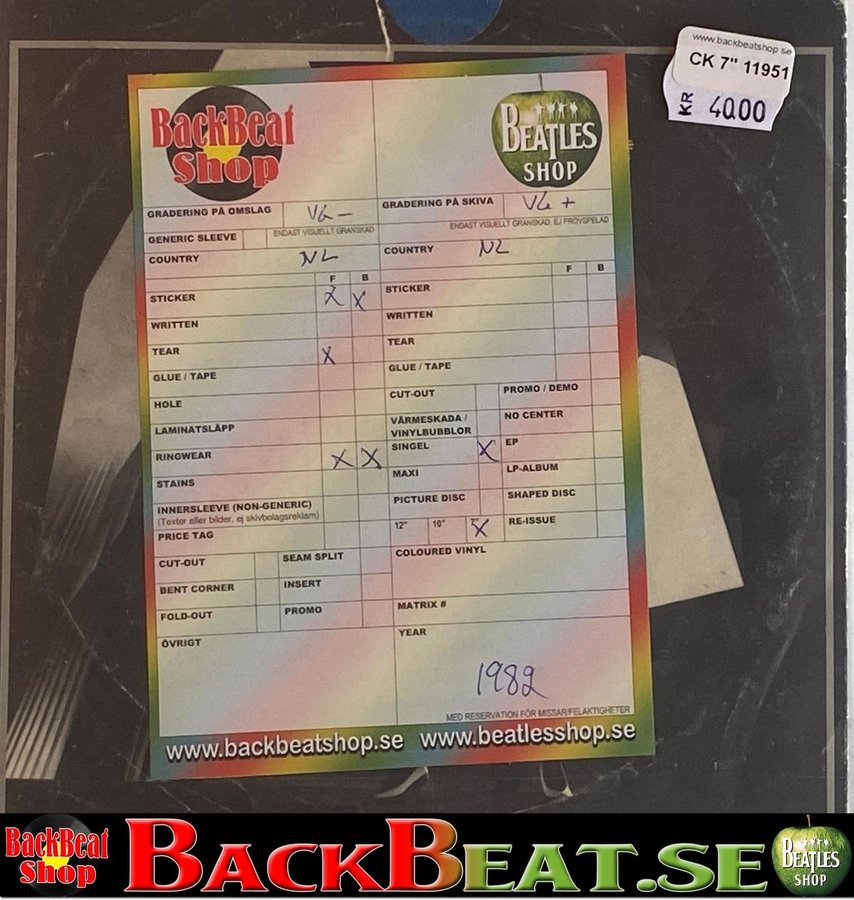 www.backbeatshop.se
CK 7" 11951
KR 4000
BackBeat
Shop
BEATLES
SHOP
GRADERING PÅ OMSLAG VG-
GENERIC SLEEVE ENDAST VISUELLT GRANSKAD
COUNTRY NL
F B
STICKER X X
WRITTEN
TEAR X
GLUE / TAPE
HOLE
LAMINATSLÄPP
RINGWEAR X X
STAINS
INNERSLEEVE (NON-GENERIC)
(Texter eller bilder, ej skivbolagsreklam)
PRICE TAG
CUT-OUT SEAM SPLIT
BENT CORNER INSERT
FOLD-OUT PROMO
ÖVRIGT
GRADERING PÅ SKIVA VG+
ENDAST VISUELLT GRANSKAD, EJ PROVSPELAD
COUNTRY NL
F B
STICKER
WRITTEN
TEAR
GLUE / TAPE
CUT-OUT PROMO / DEMO
VÄRMESKADA /
VINYLBUBBLOR NO CENTER
SINGEL X EP
MAXI LP-ALBUM
PICTURE DISC SHAPED DISC
12" 10" 7" X RE-ISSUE
COLOURED VINYL
MATRIX #
YEAR
1982
MED RESERVATION FÖR MISSAR/FELAKTIGHETER
www.backbeatshop.se www.beatlesshop.se
BackBeat
Shop
BACKBEAT.SE
BEATLES
SHOP